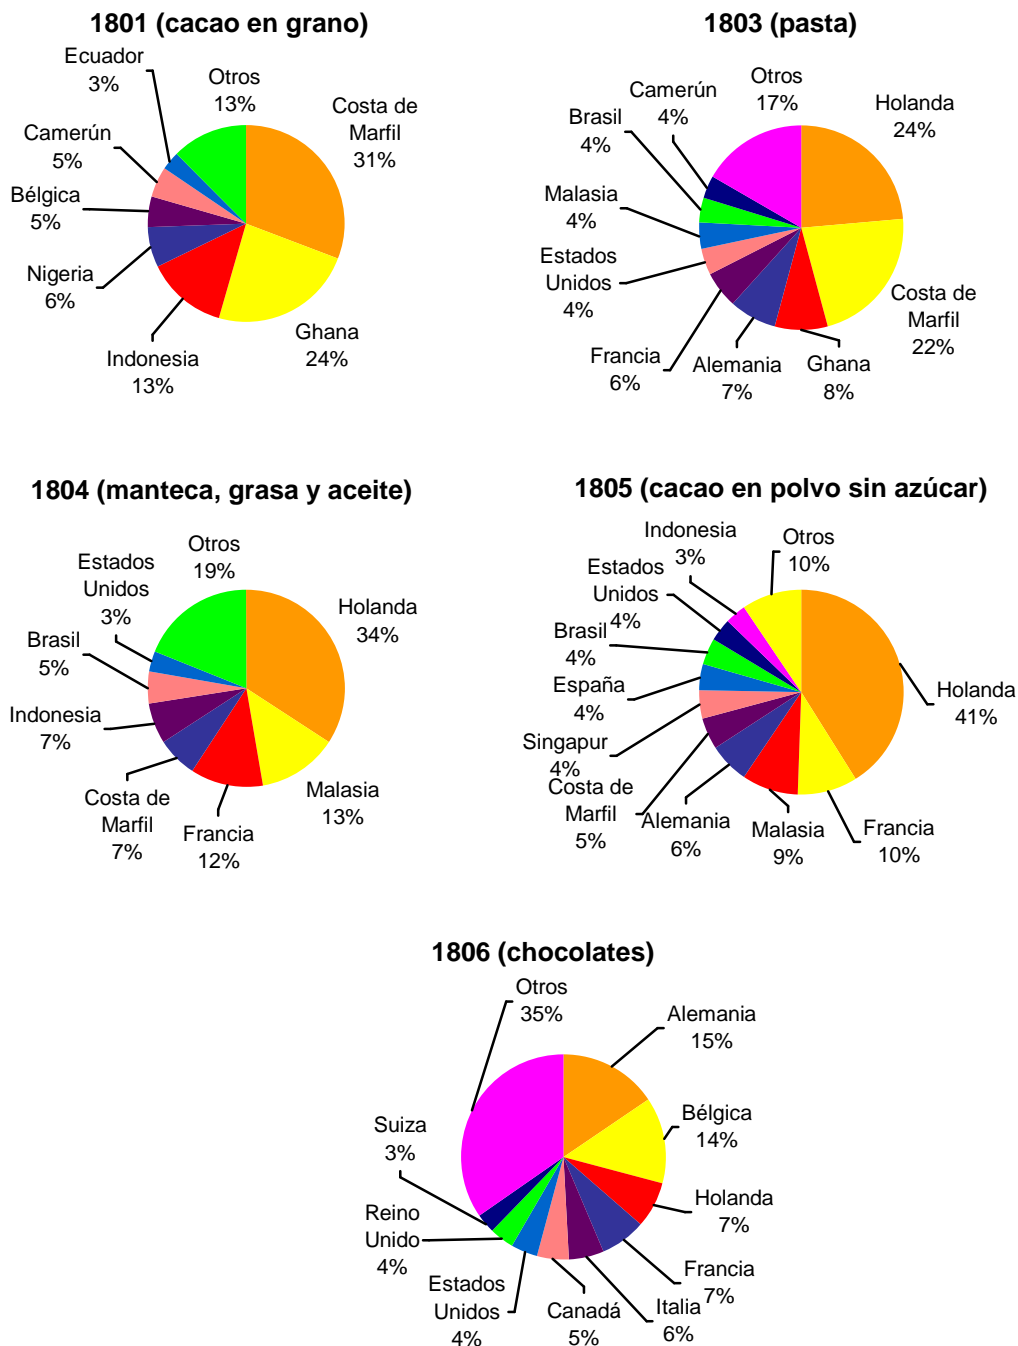 1801 (cacao en grano)
Ecuador
3%
Otros
13%
Costa de
Marfil
31%
Camerún
5%
Bélgica
5%
Nigeria
6%
Indonesia
13%
Ghana
24%
1803 (pasta)
Otros
17%
Camerún
4%
Holanda
24%
Brasil
4%
Malasia
4%
Estados
Unidos
4%
Costa de
Marfil
22%
Francia
6%
Alemania
7%
Ghana
8%
1804 (manteca, grasa y aceite)
Otros
19%
Estados
Unidos
3%
Holanda
34%
Brasil
5%
Indonesia
7%
Costa de
Marfil
7%
Francia
12%
Malasia
13%
1805 (cacao en polvo sin azúcar)
Indonesia
3%
Otros
10%
Estados
Unidos
4%
Brasil
4%
España
4%
Holanda
41%
Singapur
4%
Costa de
Marfil
5%
Alemania
6%
Malasia
9%
Francia
10%
1806 (chocolates)
Otros
35%
Alemania
15%
Suiza
3%
Bélgica
14%
Reino
Unido
4%
Holanda
7%
Estados
Unidos
4%
Canadá
5%
Italia
6%
Francia
7%